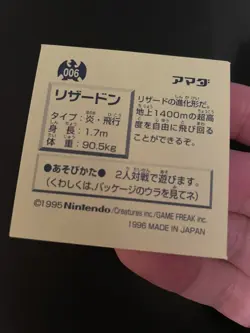 006
アマダ
リザードン
タイプ：炎・飛行
身長：1.7m
体重：90.5kg
リザードの進化形だ。
地上1400mの超高
度を自由に飛び回る
ことができるぞ。
●あそびかた●2人対戦で遊びます。
(くわしくは、パッケージのウラを見てネ)
©1995 Nintendo/Creatures inc./GAME FREAK inc.
1996 MADE IN JAPAN